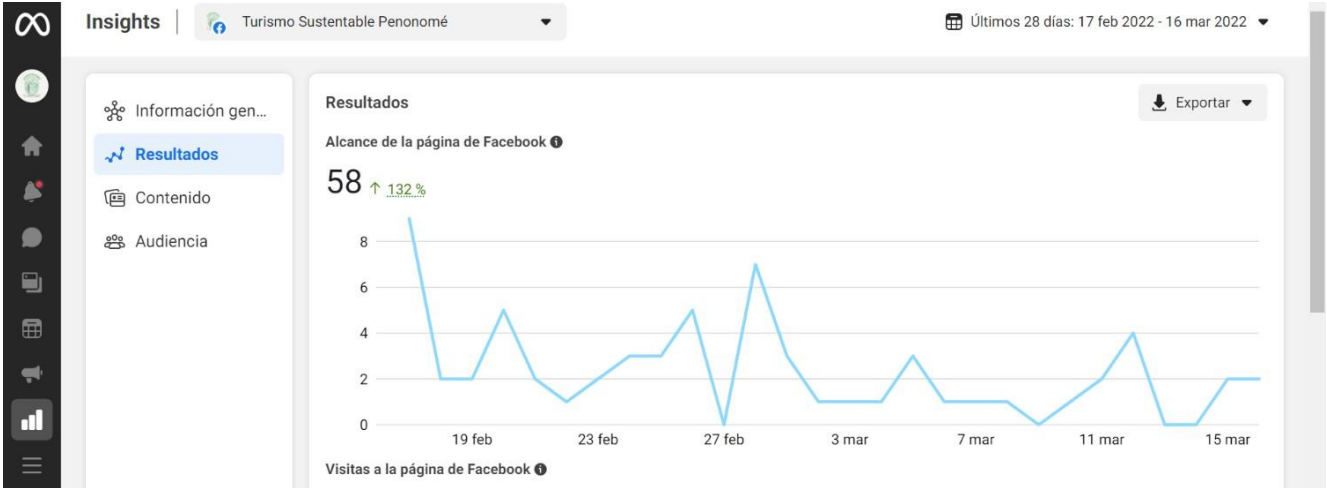 Insights
Turismo Sustentable Penonomé
Últimos 28 días: 17 feb 2022 - 16 mar 2022
Información gen...
Resultados
Contenido
Audiencia
Resultados
Exportar
Alcance de la página de Facebook
58 ↑ 132 %
8
6
4
2
0
19 feb 23 feb 27 feb 3 mar 7 mar 11 mar 15 mar
Visitas a la página de Facebook